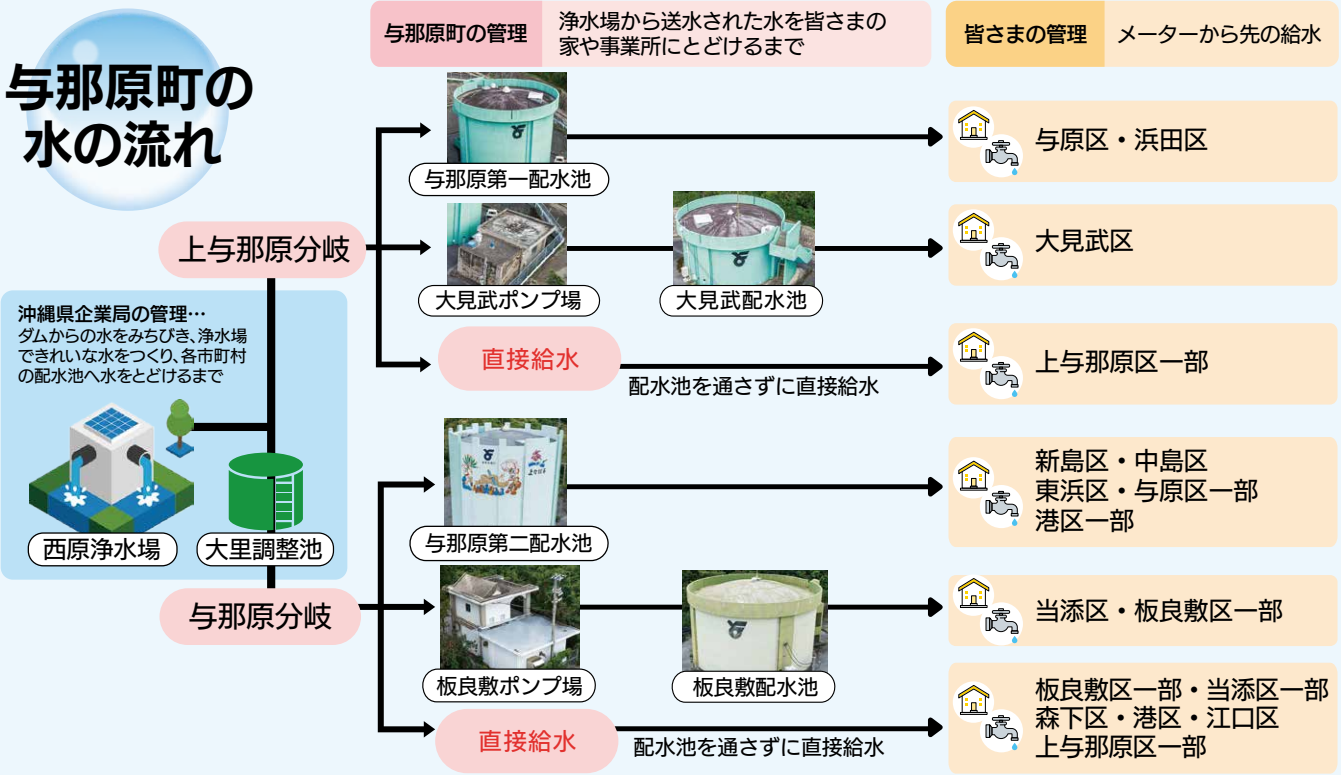 与那原町の
水の流れ
与那原町の管理
浄水場から送水された水を皆さまの
家や事業所にとどけるまで
皆さまの管理
メーターから先の給水
上与那原分岐
与那原第一配水池
与原区・浜田区
大見武ポンプ場
大見武配水池
大見武区
直接給水
配水池を通さずに直接給水
上与那原区一部
沖縄県企業局の管理…
ダムからの水をみちびき、浄水場
できれいな水をつくり、各市町村
の配水池へ水をとどけるまで
西原浄水場
大里調整池
与那原分岐
与那原第二配水池
新島区・中島区
東浜区・与原区一部
港区一部
板良敷ポンプ場
板良敷配水池
当添区・板良敷区一部
直接給水
配水池を通さずに直接給水
板良敷区一部・当添区一部
森下区・港区・江口区
上与那原区一部